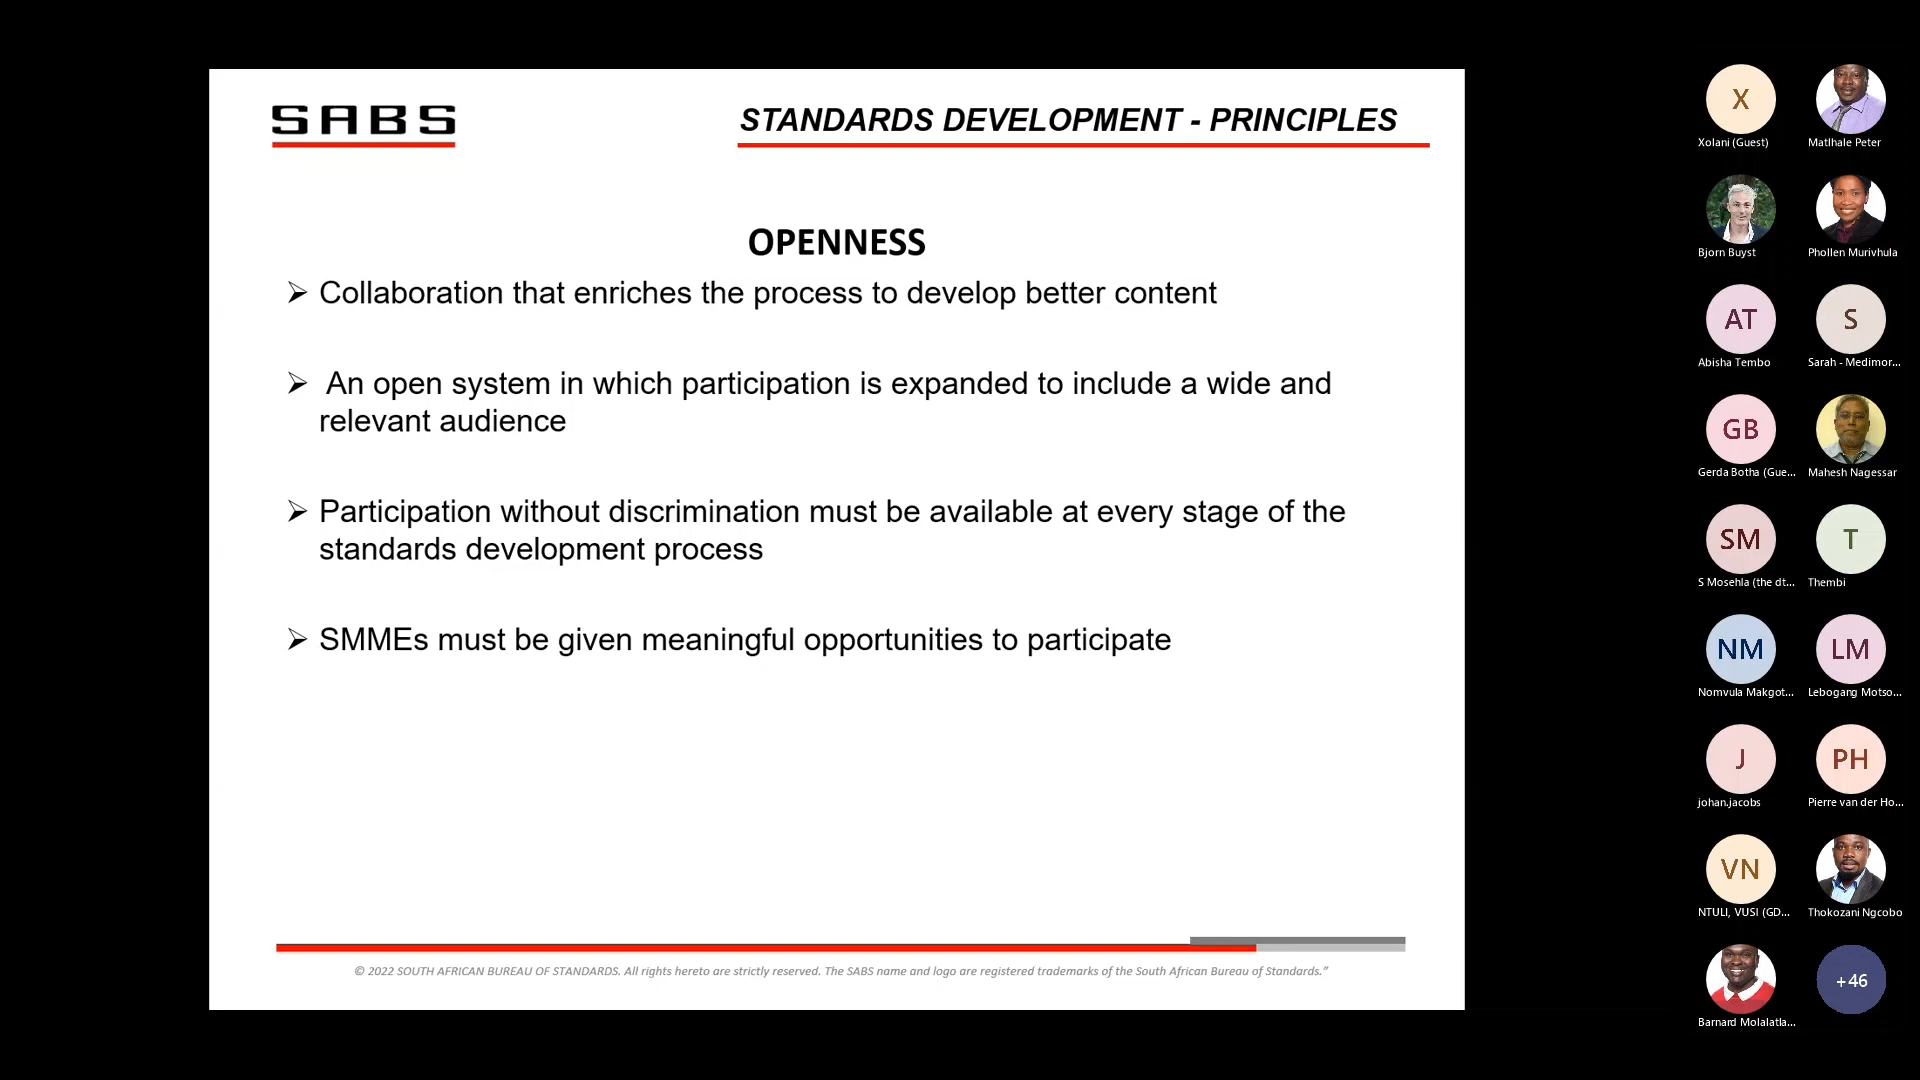 SABS
STANDARDS DEVELOPMENT - PRINCIPLES
OPENNESS
➢ Collaboration that enriches the process to develop better content
➢ An open system in which participation is expanded to include a wide and
relevant audience
➢ Participation without discrimination must be available at every stage of the
standards development process
➢ SMMEs must be given meaningful opportunities to participate
© 2022 SOUTH AFRICAN BUREAU OF STANDARDS. All rights hereto are strictly reserved. The SABS name and logo are registered trademarks of the South African Bureau of Standards.”
X
Xolani (Guest)
Matlhale Peter
Bjorn Buyst
Phollen Murivhula
AT
Abisha Tembo
S
Sarah - Medimor...
GB
Gerda Botha (Gue...
Mahesh Nagessar
SM
S Mosehla (the dt...
T
Thembi
NM
Nomvula Makgot...
LM
Lebogang Motso...
J
johan.jacobs
PH
Pierre van der Ho...
VN
NTULI, VUSI (GD...
Thokozani Ngcobo
Barnard Molalatla...
+46